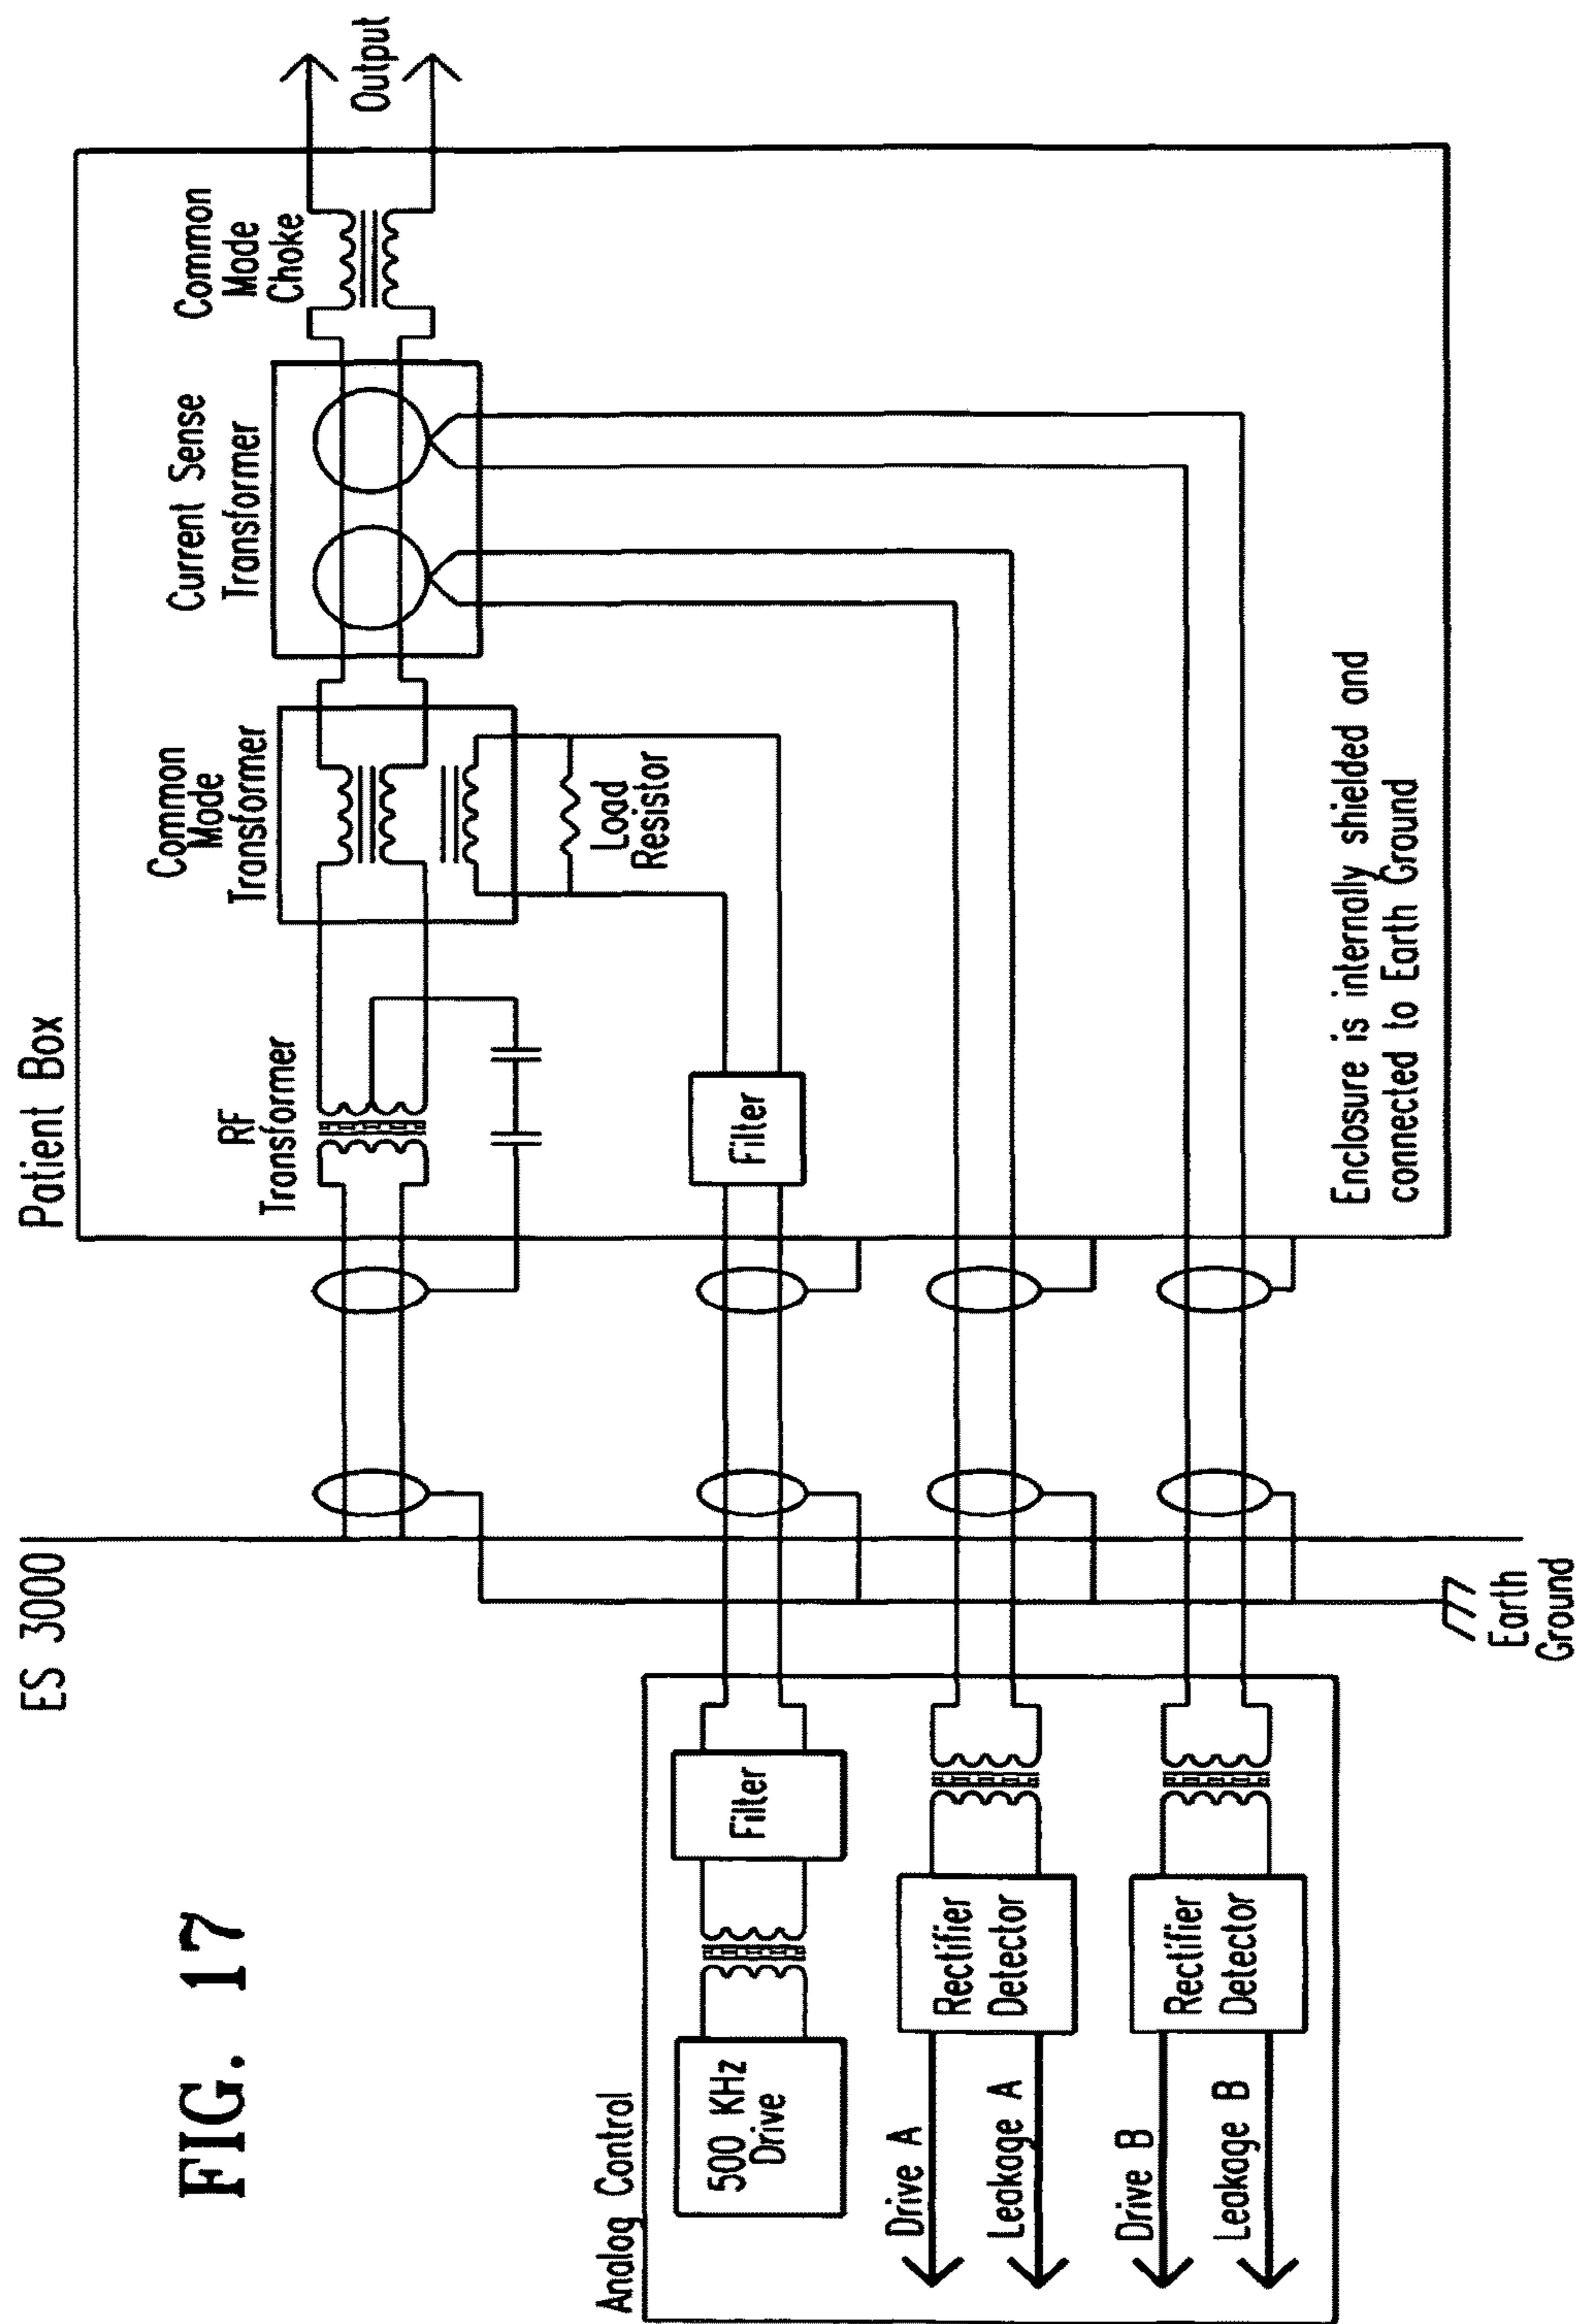 FIG. 17
ES 3000
Patient Box
RF
Transformer
Common
Mode
Transformer
Current Sense
Transformer
Common
Mode
Choke
Output
Load
Resistor
Filter
Analog Control
Filter
500 KHz
Drive
Drive A
Leakage A
Rectifier
Detector
Drive B
Leakage B
Rectifier
Detector
Earth
Ground
Enclosure is internally shielded and
connected to Earth Ground